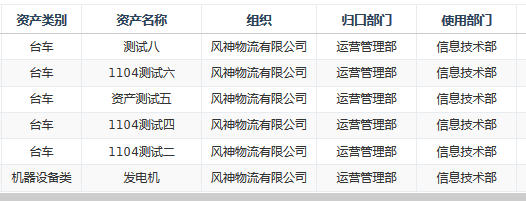 资产类别 资产名称 组织 归口部门 使用部门
台车 测试八 风神物流有限公司 运营管理部 信息技术部
台车 1104测试六 风神物流有限公司 运营管理部 信息技术部
台车 资产测试五 风神物流有限公司 运营管理部 信息技术部
台车 1104测试四 风神物流有限公司 运营管理部 信息技术部
台车 1104测试二 风神物流有限公司 运营管理部 信息技术部
机器设备类 发电机 风神物流有限公司 运营管理部 信息技术部